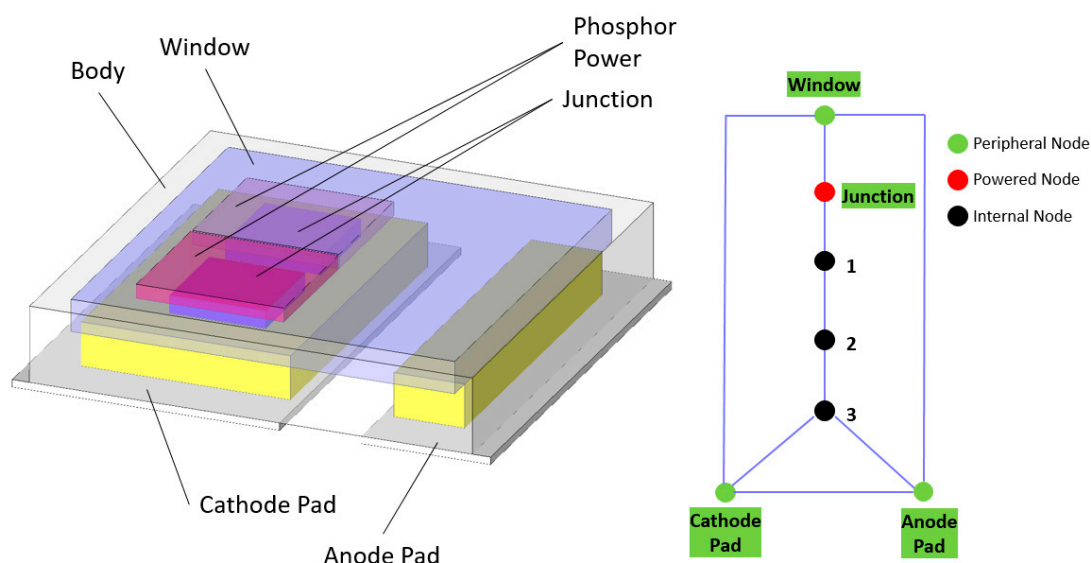 Phosphor
Power
Window
Body
Junction
Cathode Pad
Anode Pad
Window
Peripheral Node
Powered Node
Junction
Internal Node
1
2
3
Cathode
Pad
Anode
Pad